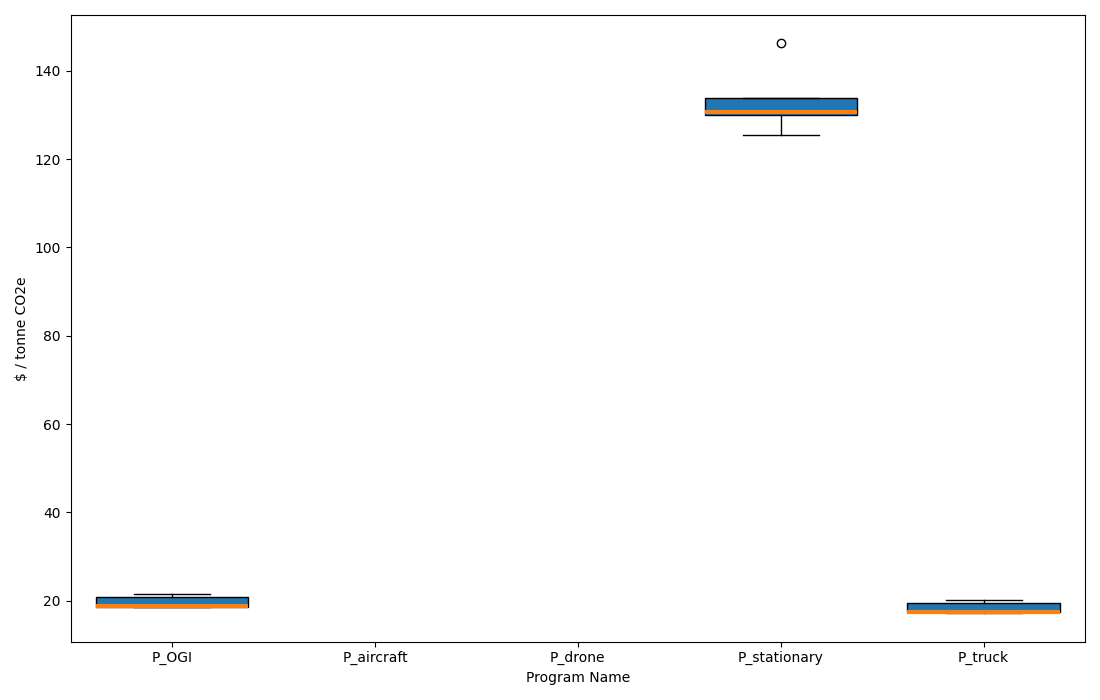 140
120
100
80
60
40
20
$ / tonne CO2e
P_OGI
P_aircraft
P_drone
P_stationary
P_truck
Program Name